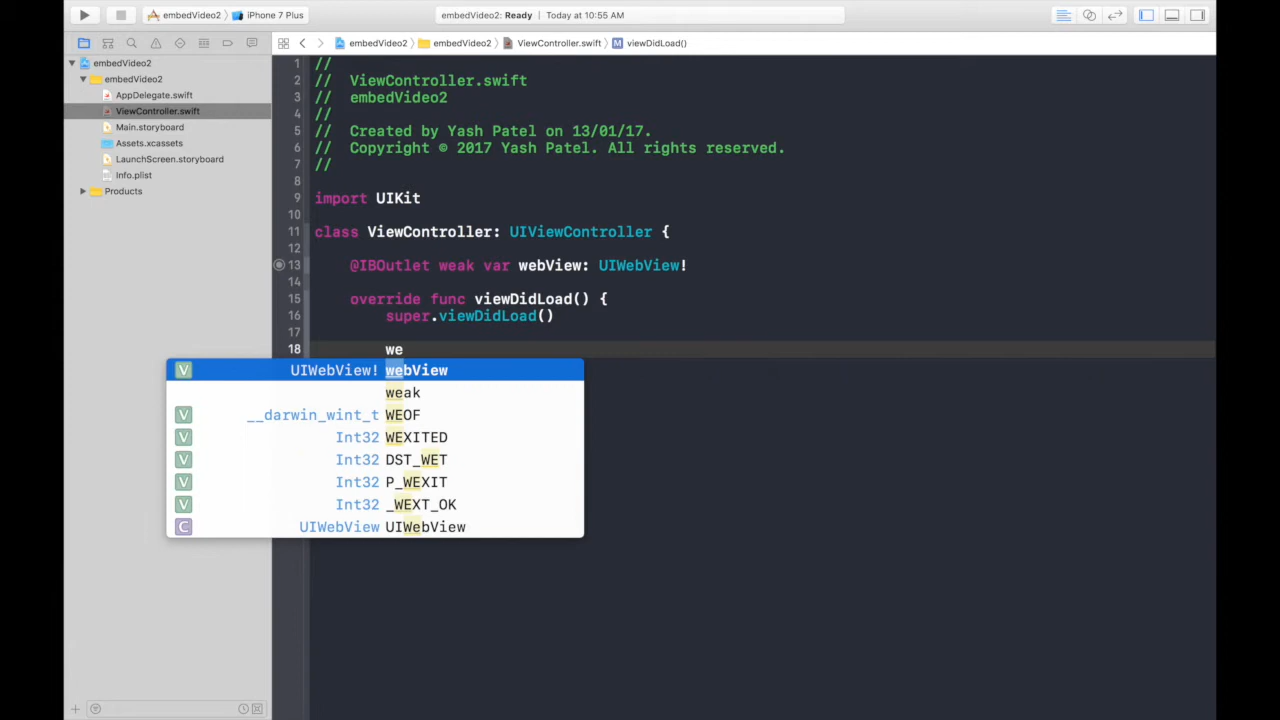 embedVideo2 〉 iPhone 7 Plus
embedVideo2: Ready | Today at 10:55 AM
embedVideo2 〉 embedVideo2 〉 ViewController.swift 〉 M viewDidLoad()
embedVideo2
embedVideo2
AppDelegate.swift
ViewController.swift
Main.storyboard
Assets.xcassets
LaunchScreen.storyboard
Info.plist
Products
1 //
2 // ViewController.swift
3 // embedVideo2
4 //
5 // Created by Yash Patel on 13/01/17.
6 // Copyright © 2017 Yash Patel. All rights reserved.
7 //
8
9 import UIKit
10
11 class ViewController: UIViewController {
12
13 @IBOutlet weak var webView: UIWebView!
14
15 override func viewDidLoad() {
16 super.viewDidLoad()
17
18 we
V UIWebView! webView
weak
V __darwin_wint_t WEOF
V Int32 WEXITED
V Int32 DST_WET
V Int32 P_WEXIT
V Int32 _WEXT_OK
C UIWebView UIWebView